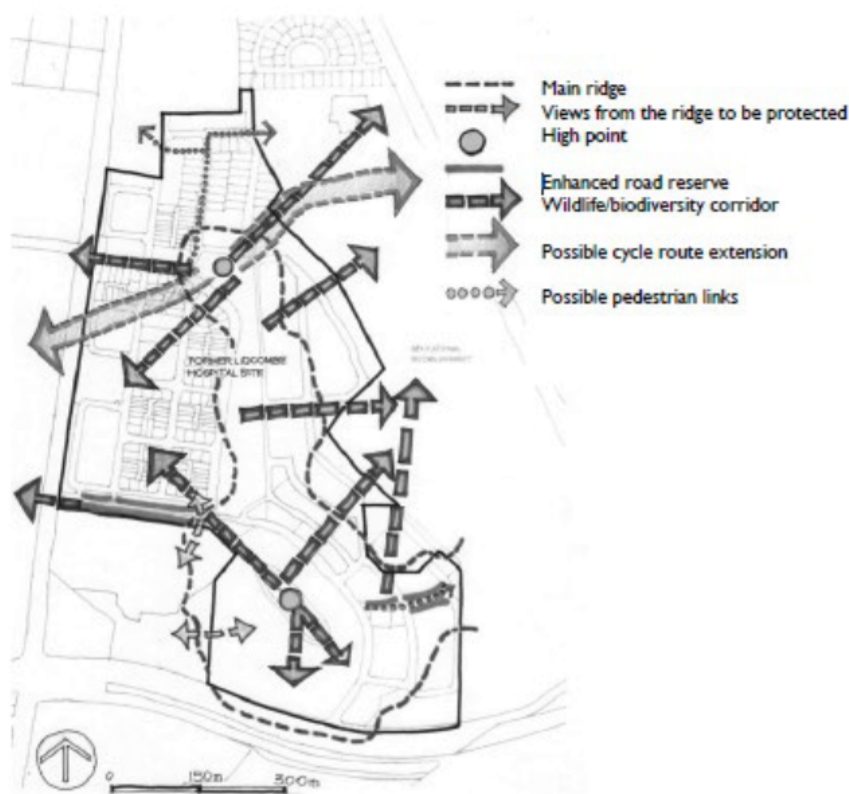 Main ridge
Views from the ridge to be protected
High point
Enhanced road reserve
Wildlife/biodiversity corridor
Possible cycle route extension
Possible pedestrian links
FORMER LIDCOMBE
HOSPITAL SITE
0 150m 300m